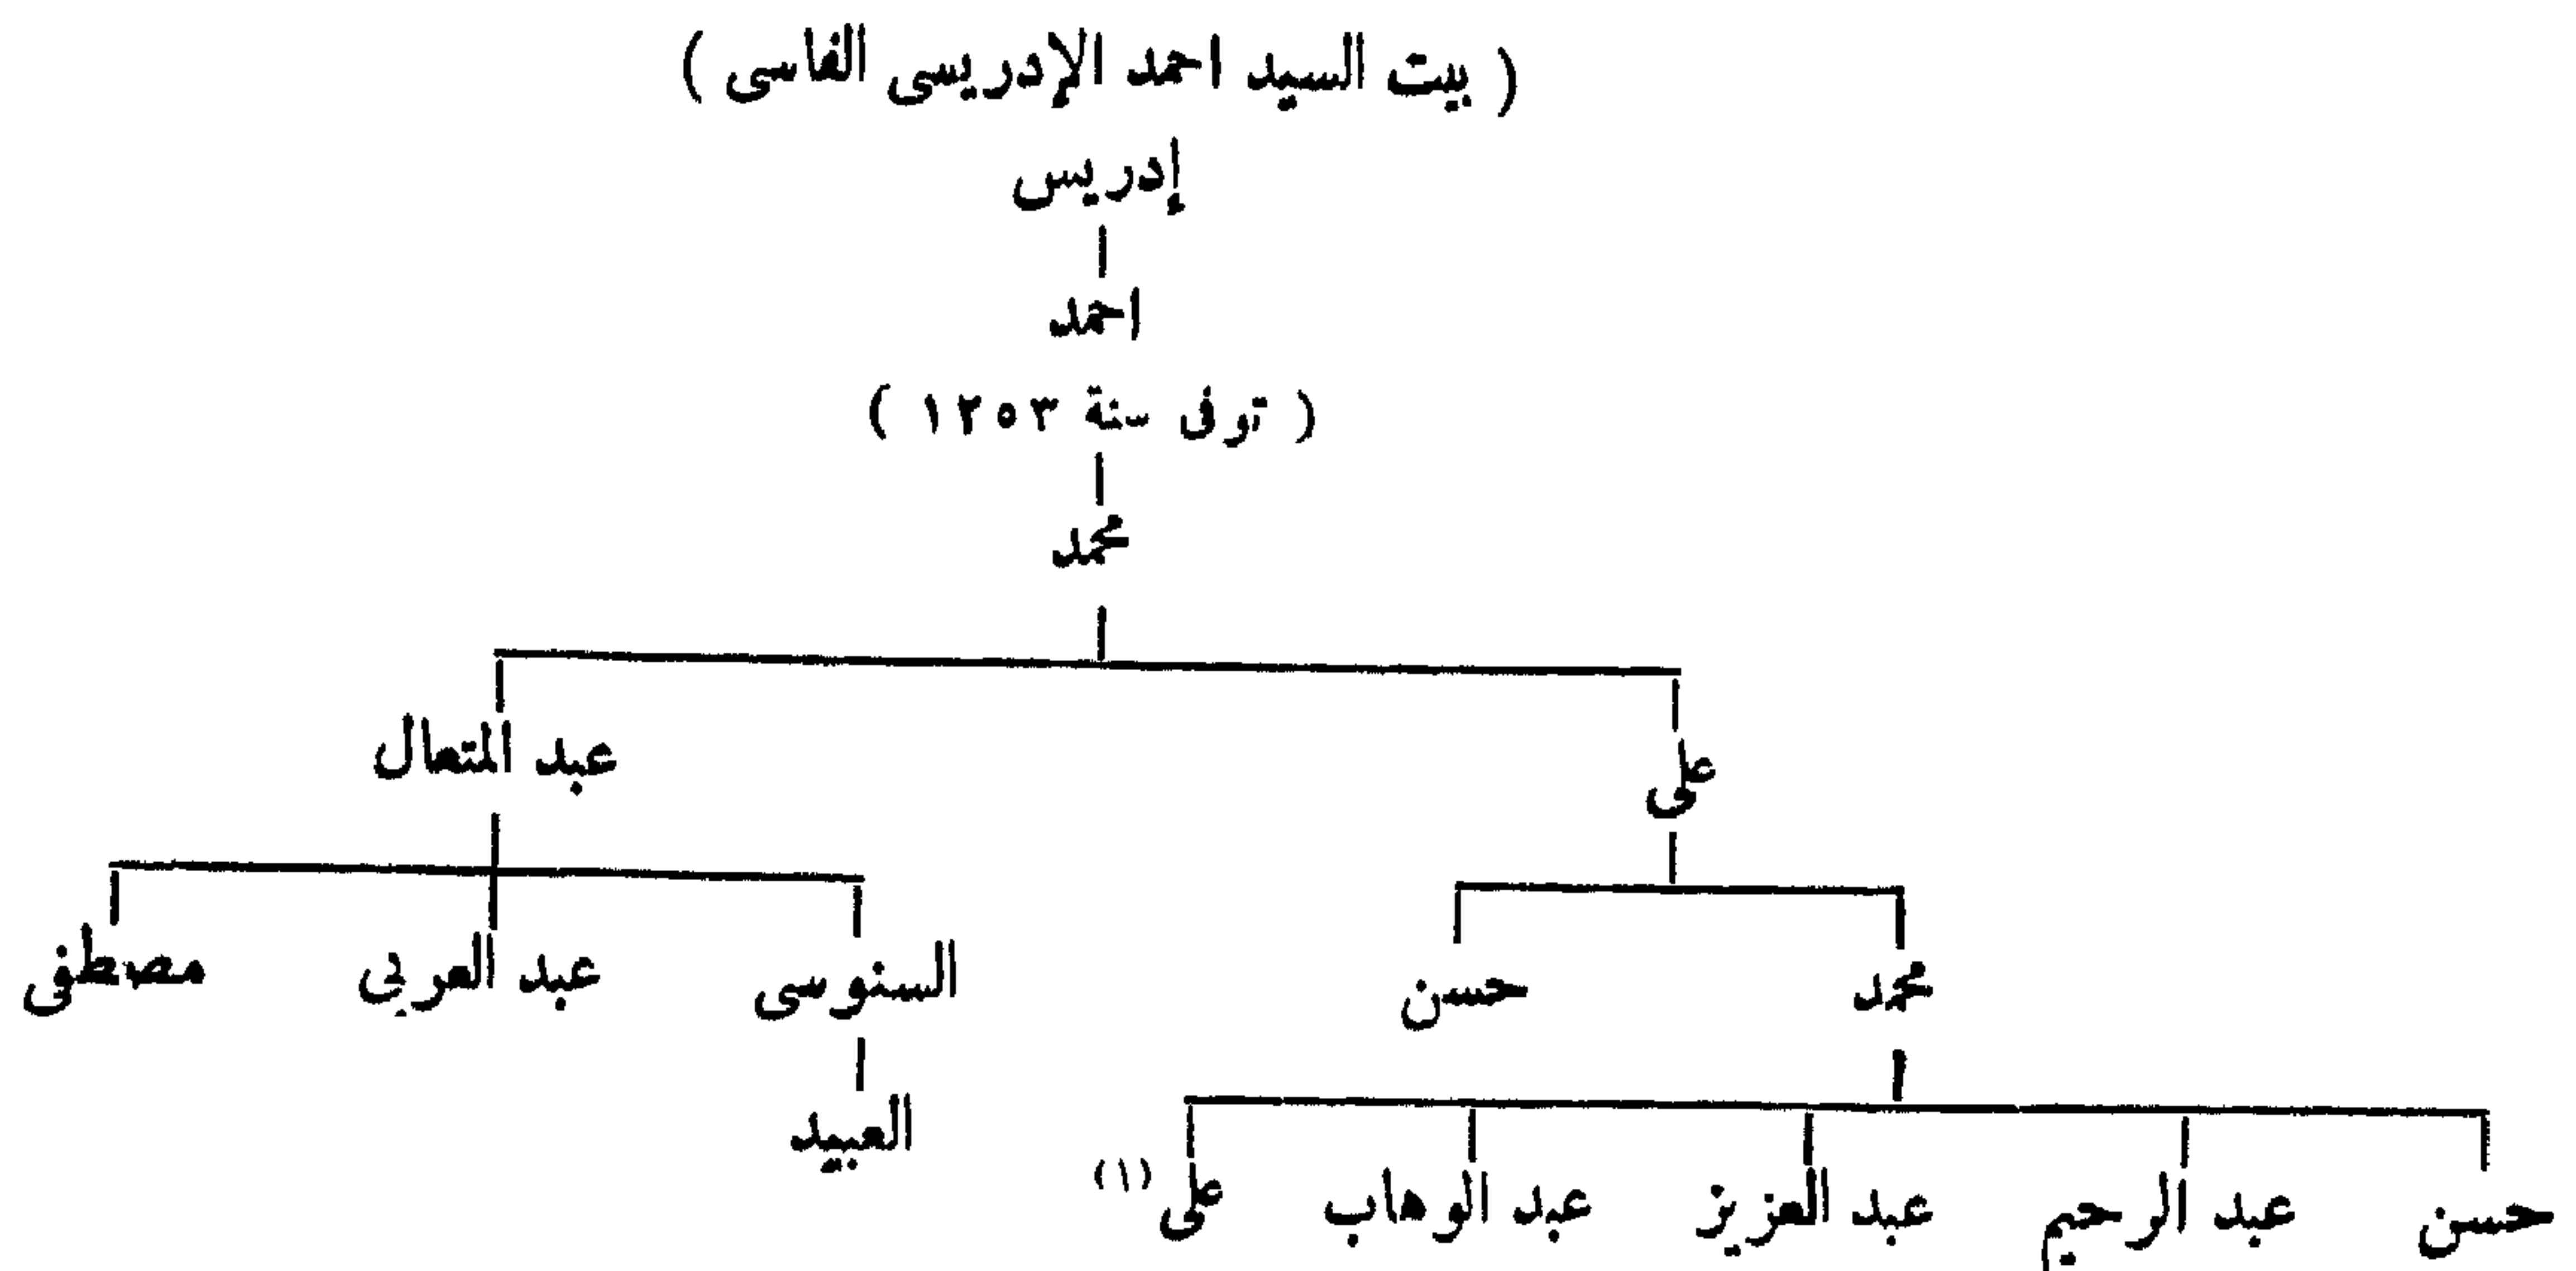 ( بيت السيد احمد الإدريسى الفاسى )
إدريس
احمد
( توفى سنة ١٢٥٣ )
محمد
على عبد المتعال
محمد حسن السنوسى عبد العربى مصطفى
العبيد
حسن عبد الرحيم عبد العزيز عبد الوهاب على (١)